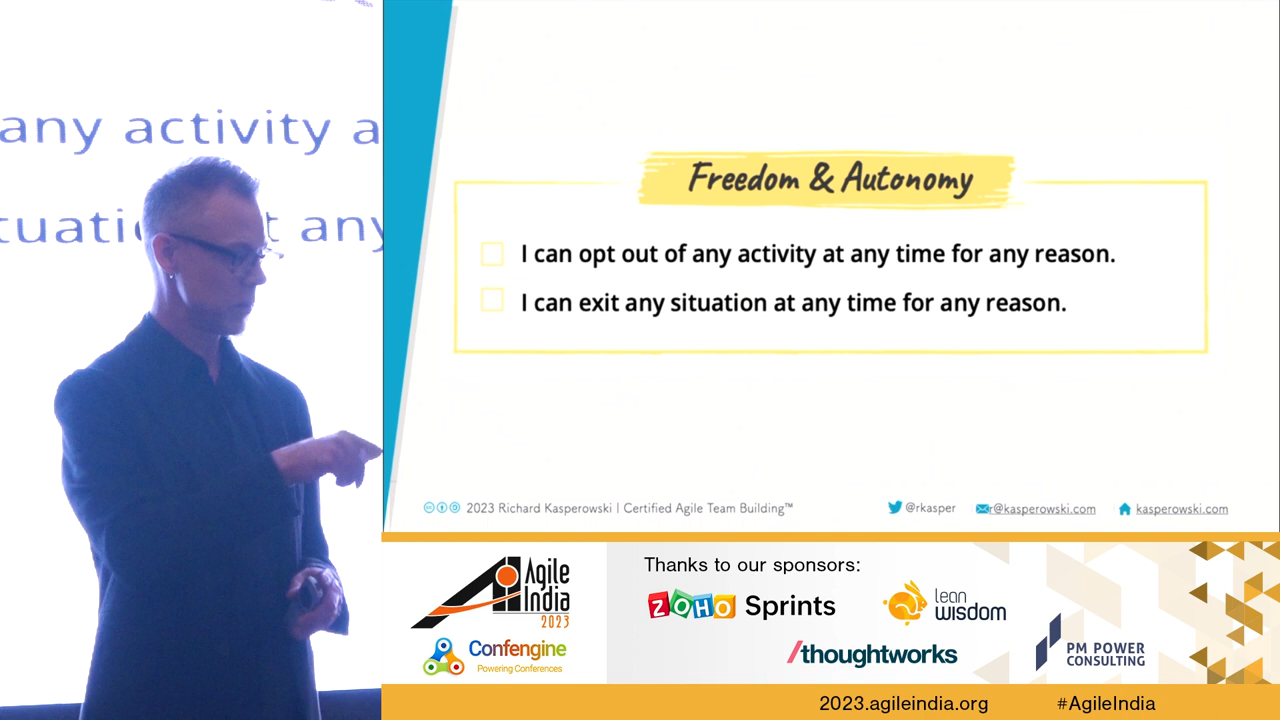 any activity a
any
Freedom & Autonomy
I can opt out of any activity at any time for any reason.
I can exit any situation at any time for any reason.
2023 Richard Kasperowski | Certified Agile Team Building™
@rkasper
r@kasperowski.com
kasperowski.com
Agile
India
2023
Confengine
Powering Conferences
Thanks to our sponsors:
ZOHO Sprints
lean
wisdom
/thoughtworks
PM POWER
CONSULTING
2023.agileindia.org
#AgileIndia